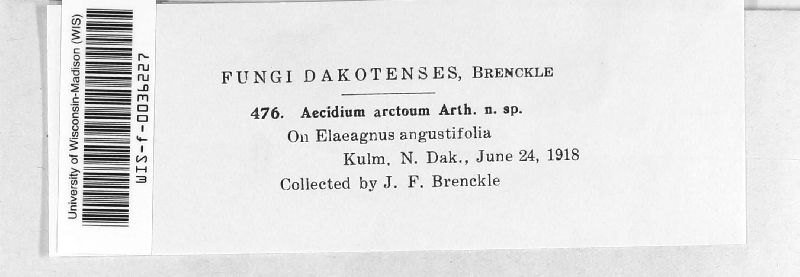 University of Wisconsin-Madison (WIS)
WIS-f-0036227
FUNGI DAKOTENSES, BRENCKLE
476. Aecidium arctoum Arth. n. sp.
On Elaeagnus angustifolia
Kulm, N. Dak., June 24, 1918
Collected by J. F. Brenckle